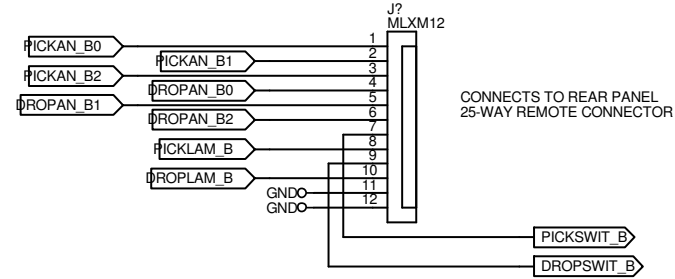 J?
MLXM12
PICKAN_B0
1
PICKAN_B1
2
PICKAN_B2
3
DROPAN_B0
4
DROPAN_B1
5
DROPAN_B2
6
7
PICKLAM_B
8
9
DROPLAM_B
10
GND
11
GND
12
CONNECTS TO REAR PANEL
25-WAY REMOTE CONNECTOR
PICKSWIT_B
DROPSWIT_B